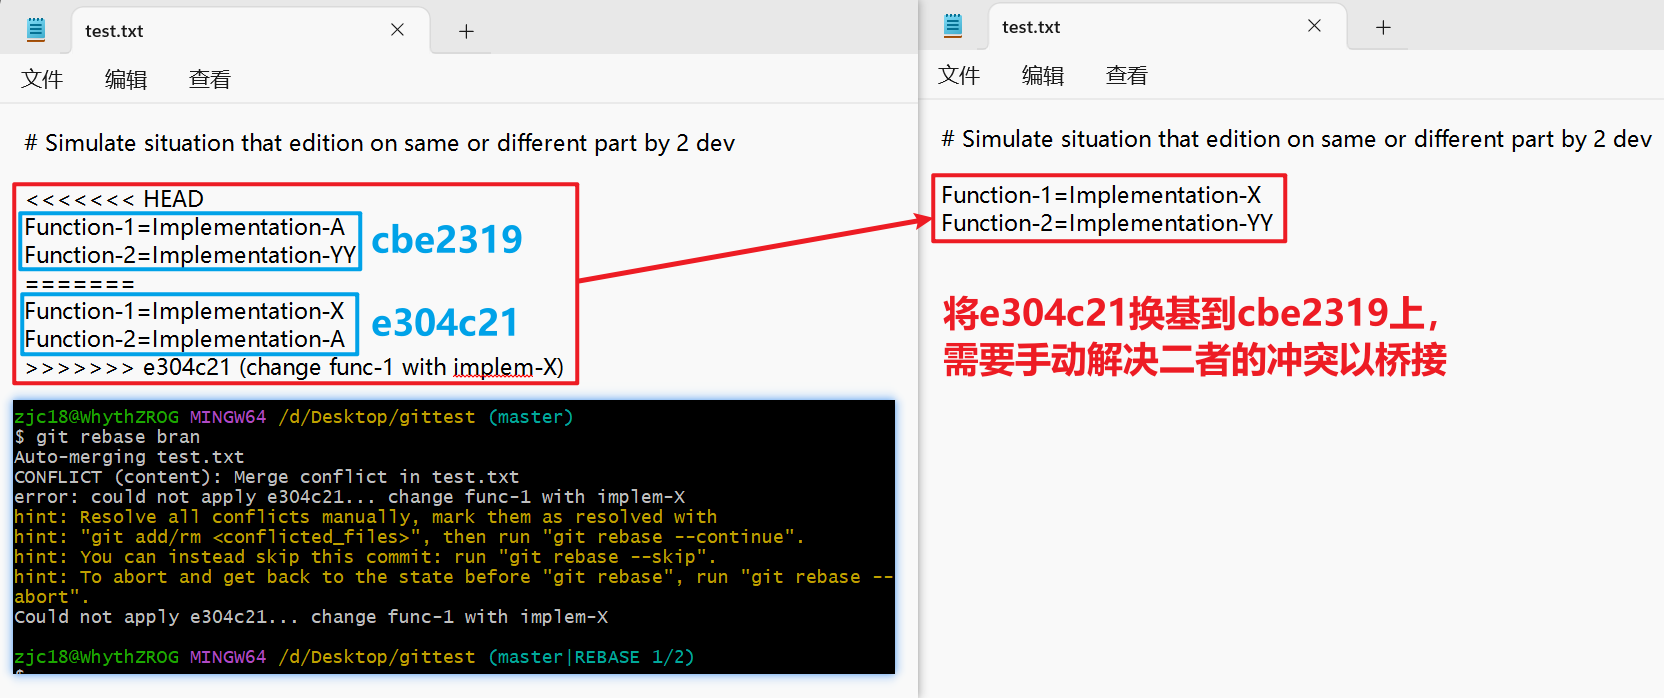 test.txt
文件 编辑 查看
# Simulate situation that edition on same or different part by 2 dev
<<<<<<< HEAD
Function-1=Implementation-A
Function-2=Implementation-YY
cbe2319
=======
Function-1=Implementation-X
Function-2=Implementation-A
e304c21
>>>>>>> e304c21 (change func-1 with implem-X)
zjc18@WhythZROG MINGW64 /d/Desktop/gittest (master)
$ git rebase bran
Auto-merging test.txt
CONFLICT (content): Merge conflict in test.txt
error: could not apply e304c21... change func-1 with implem-X
hint: Resolve all conflicts manually, mark them as resolved with
hint: "git add/rm <conflicted_files>", then run "git rebase --continue".
hint: You can instead skip this commit: run "git rebase --skip".
hint: To abort and get back to the state before "git rebase", run "git rebase --
abort".
Could not apply e304c21... change func-1 with implem-X
zjc18@WhythZROG MINGW64 /d/Desktop/gittest (master|REBASE 1/2)
$
test.txt
文件 编辑 查看
# Simulate situation that edition on same or different part by 2 dev
Function-1=Implementation-X
Function-2=Implementation-YY
将e304c21换基到cbe2319上，
需要手动解决二者的冲突以桥接